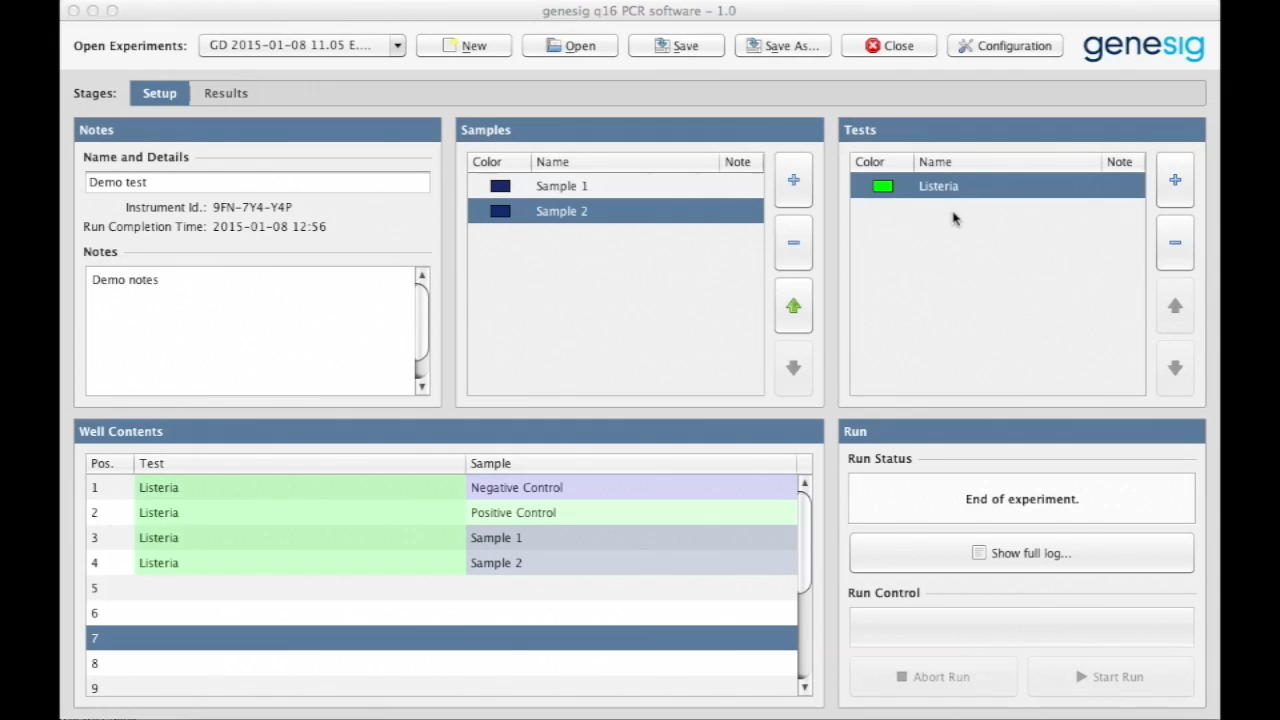 genesig q16 PCR software – 1.0
Open Experiments: GD 2015-01-08 11.05 E.... New Open Save Save As... Close Configuration genesig
Stages: Setup Results
Notes
Name and Details
Demo test
Instrument Id.: 9FN-7Y4-Y4P
Run Completion Time: 2015-01-08 12:56
Notes
Demo notes
Samples
Color Name Note
Sample 1
Sample 2
Tests
Color Name Note
Listeria
Well Contents
Pos. Test Sample
1 Listeria Negative Control
2 Listeria Positive Control
3 Listeria Sample 1
4 Listeria Sample 2
5
6
7
8
9
Run
Run Status
End of experiment.
Show full log...
Run Control
Abort Run Start Run